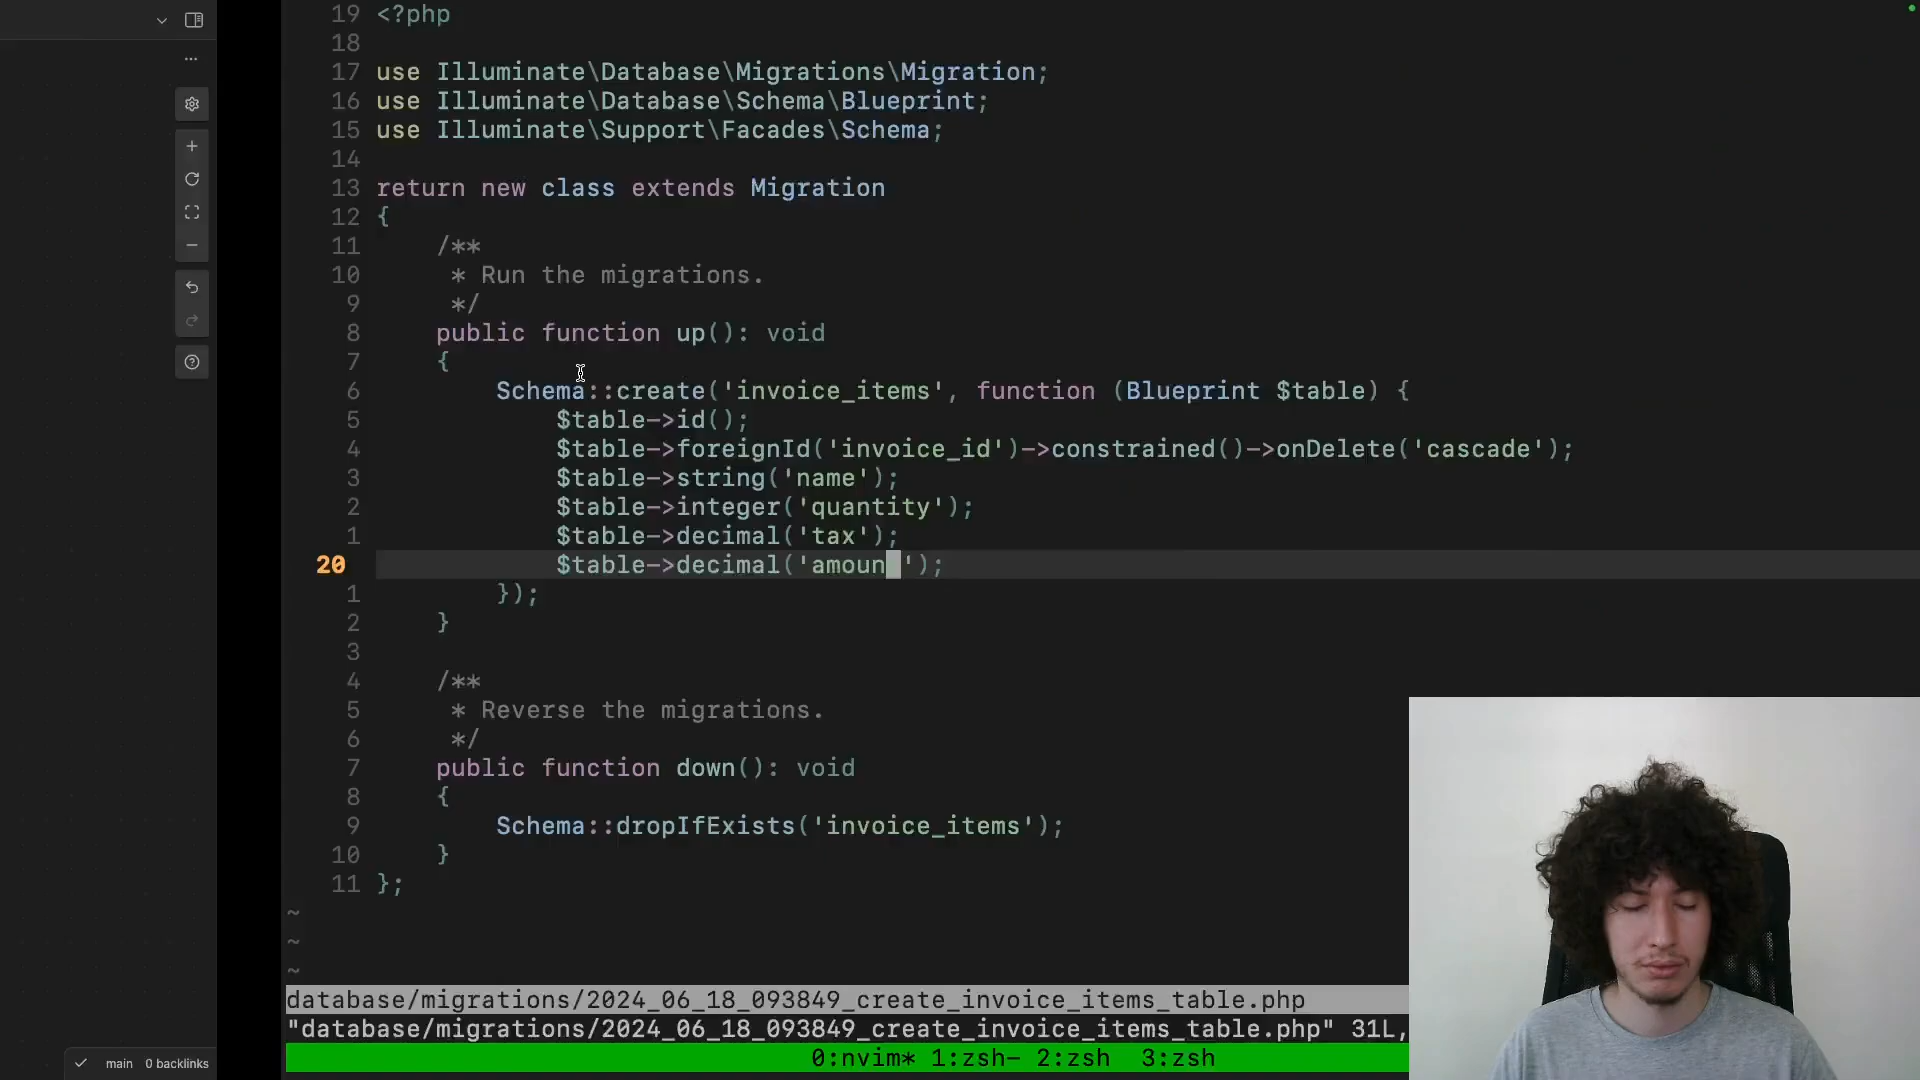 19 <?php
18
17 use Illuminate\Database\Migrations\Migration;
16 use Illuminate\Database\Schema\Blueprint;
15 use Illuminate\Support\Facades\Schema;
14
13 return new class extends Migration
12 {
11     /**
10      * Run the migrations.
9      */
8     public function up(): void
7     {
6         Schema::create('invoice_items', function (Blueprint $table) {
5             $table->id();
4             $table->foreignId('invoice_id')->constrained()->onDelete('cascade');
3             $table->string('name');
2             $table->integer('quantity');
1             $table->decimal('tax');
20             $table->decimal('amoun ');
1         });
2     }
3
4     /**
5      * Reverse the migrations.
6      */
7     public function down(): void
8     {
9         Schema::dropIfExists('invoice_items');
10     }
11 };
~
~
~
database/migrations/2024_06_18_093849_create_invoice_items_table.php
"database/migrations/2024_06_18_093849_create_invoice_items_table.php" 31L,
0:nvim* 1:zsh- 2:zsh 3:zsh
main 0 backlinks